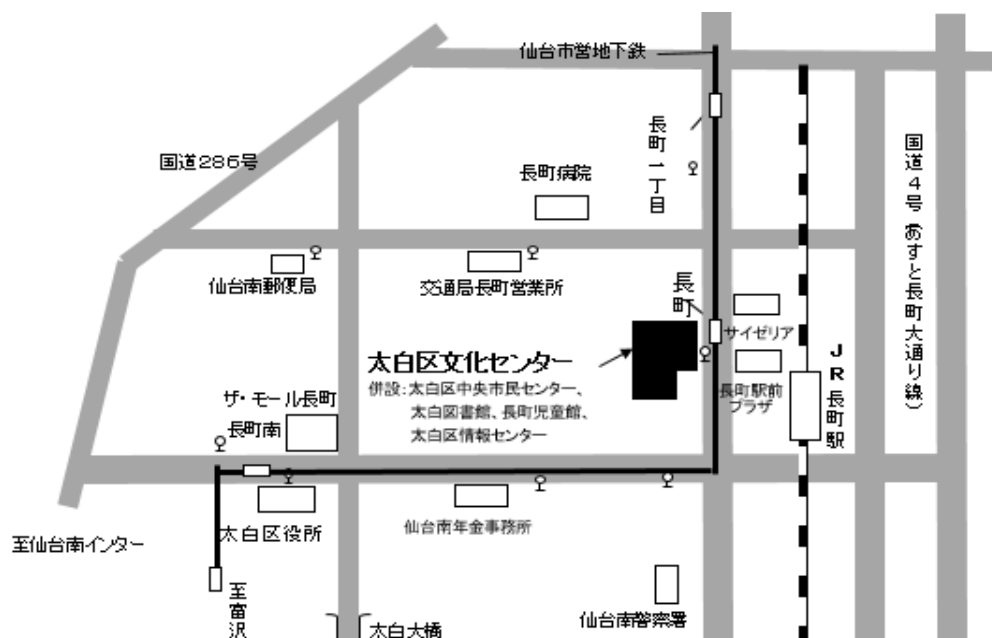 仙台市営地下鉄
長町一丁目
国道286号
国道4号(あすと長町大通り線)
長町病院
仙台南郵便局
交通局長町営業所
長町
サイゼリア
太白区文化センター
併設:太白区中央市民センター、
太白図書館、長町児童館、
太白区情報センター
JR長町駅
長町駅前
プラザ
ザ・モール長町
長町南
太白区役所
仙台南年金事務所
至仙台南インター
至富沢
仙台南警察署
太白大橋